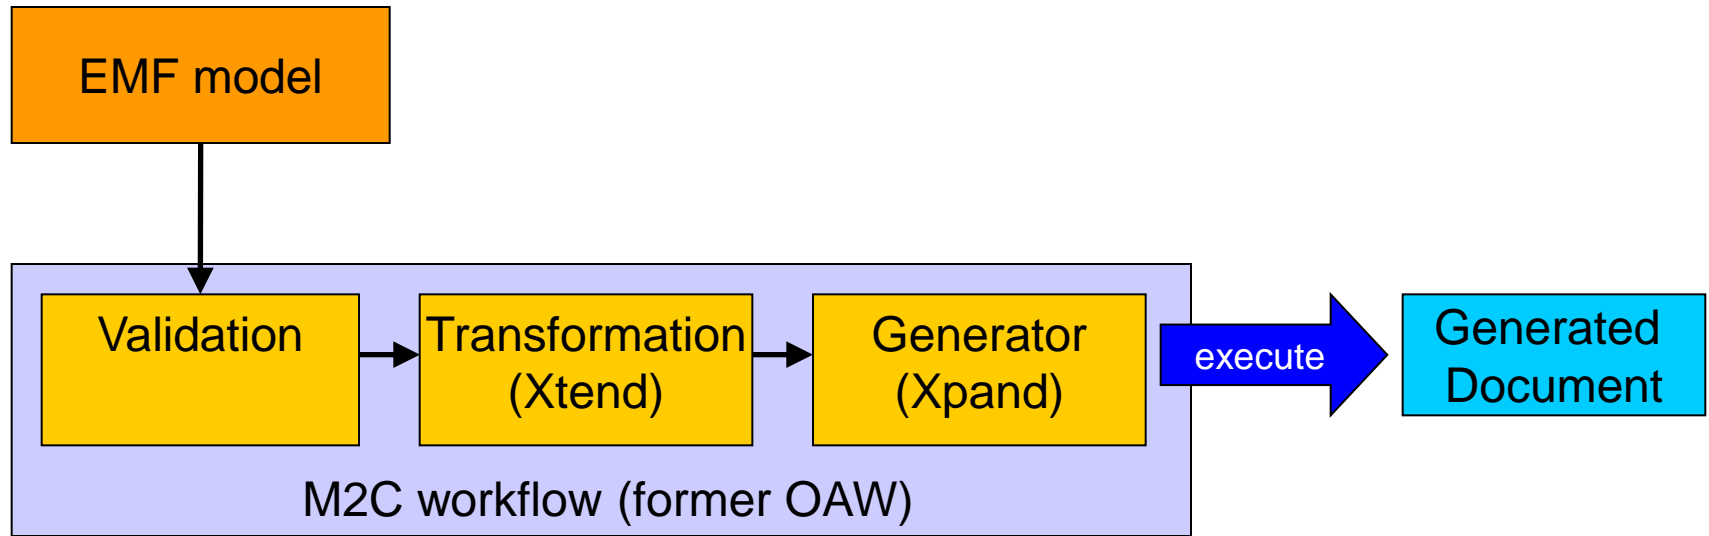 EMF model
Validation
Transformation
(Xtend)
Generator
(Xpand)
execute
Generated
Document
M2C workflow (former OAW)